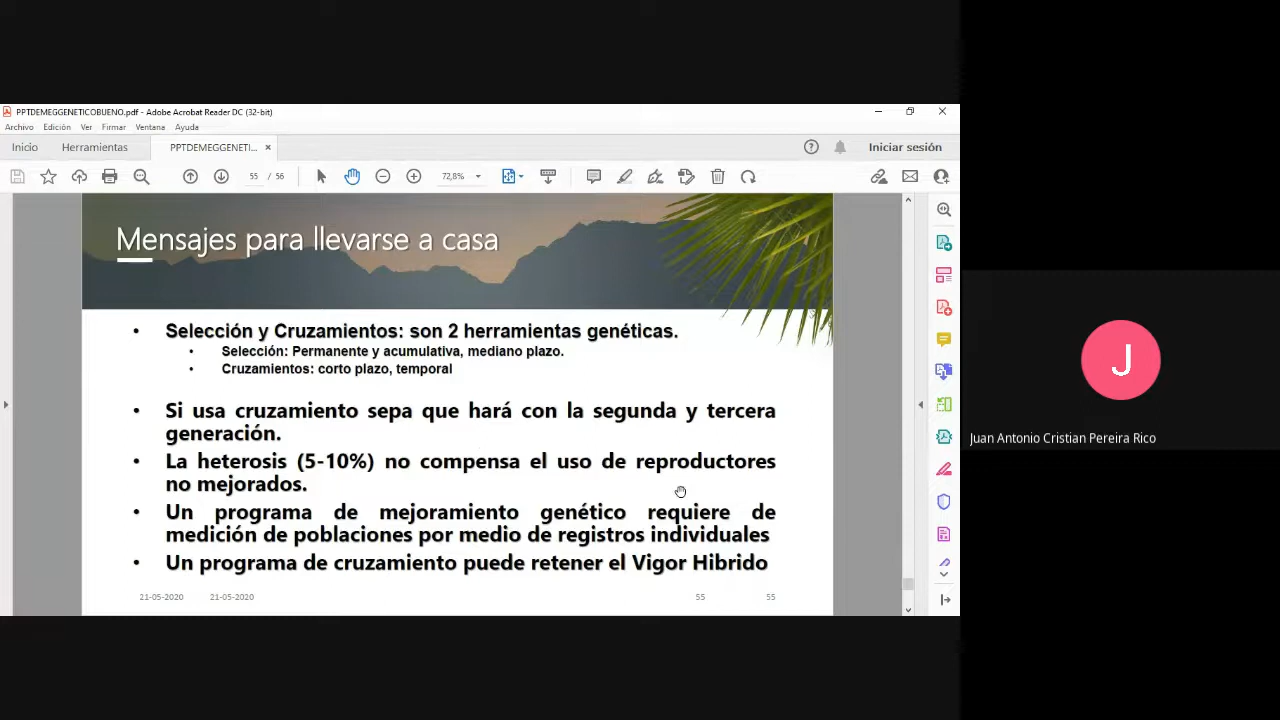 PPTDEMEGGENETICOBUENO.pdf - Adobe Acrobat Reader DC (32-bit)
Archivo Edición Ver Firmar Ventana Ayuda
Inicio Herramientas PPTDEMEGGENETI... Iniciar sesión
55 / 56 72,8%
Mensajes para llevarse a casa
• Selección y Cruzamientos: son 2 herramientas genéticas.
• Selección: Permanente y acumulativa, mediano plazo.
• Cruzamientos: corto plazo, temporal
• Si usa cruzamiento sepa que hará con la segunda y tercera
generación.
• La heterosis (5-10%) no compensa el uso de reproductores
no mejorados.
• Un programa de mejoramiento genético requiere de
medición de poblaciones por medio de registros individuales
• Un programa de cruzamiento puede retener el Vigor Hibrido
21-05-2020 21-05-2020 55 55
J
Juan Antonio Cristian Pereira Rico